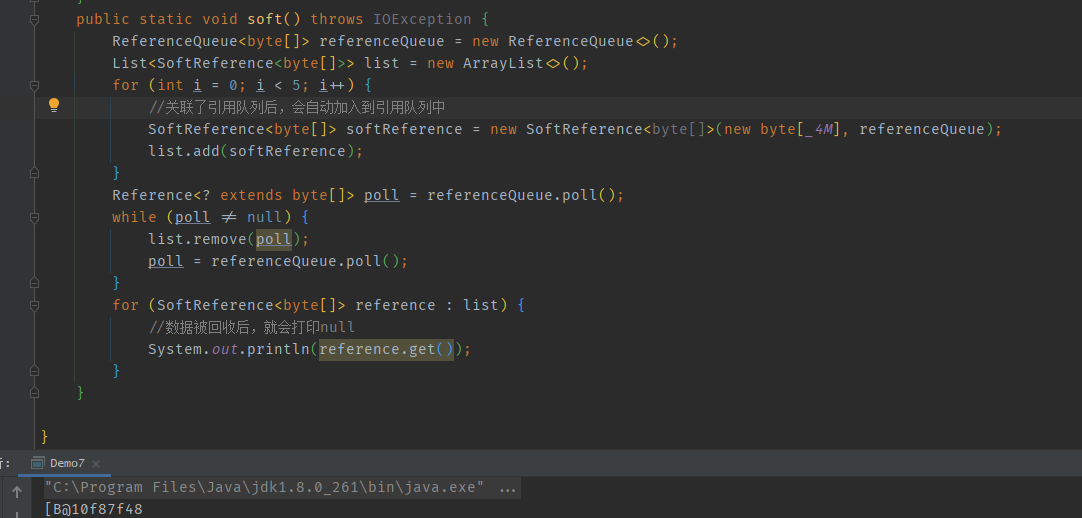 }
public static void soft() throws IOException {
ReferenceQueue<byte[]> referenceQueue = new ReferenceQueue<>();
List<SoftReference<byte[]>> list = new ArrayList<>();
for (int i = 0; i < 5; i++) {
//关联了引用队列后，会自动加入到引用队列中
SoftReference<byte[]> softReference = new SoftReference<byte[]>(new byte[_4M], referenceQueue);
list.add(softReference);
}
Reference<? extends byte[]> poll = referenceQueue.poll();
while (poll != null) {
list.remove(poll);
poll = referenceQueue.poll();
}
for (SoftReference<byte[]> reference : list) {
//数据被回收后，就会打印null
System.out.println(reference.get());
}
}
}
Demo7 ×
"C:\Program Files\Java\jdk1.8.0_261\bin\java.exe" ...
[B@10f87f48